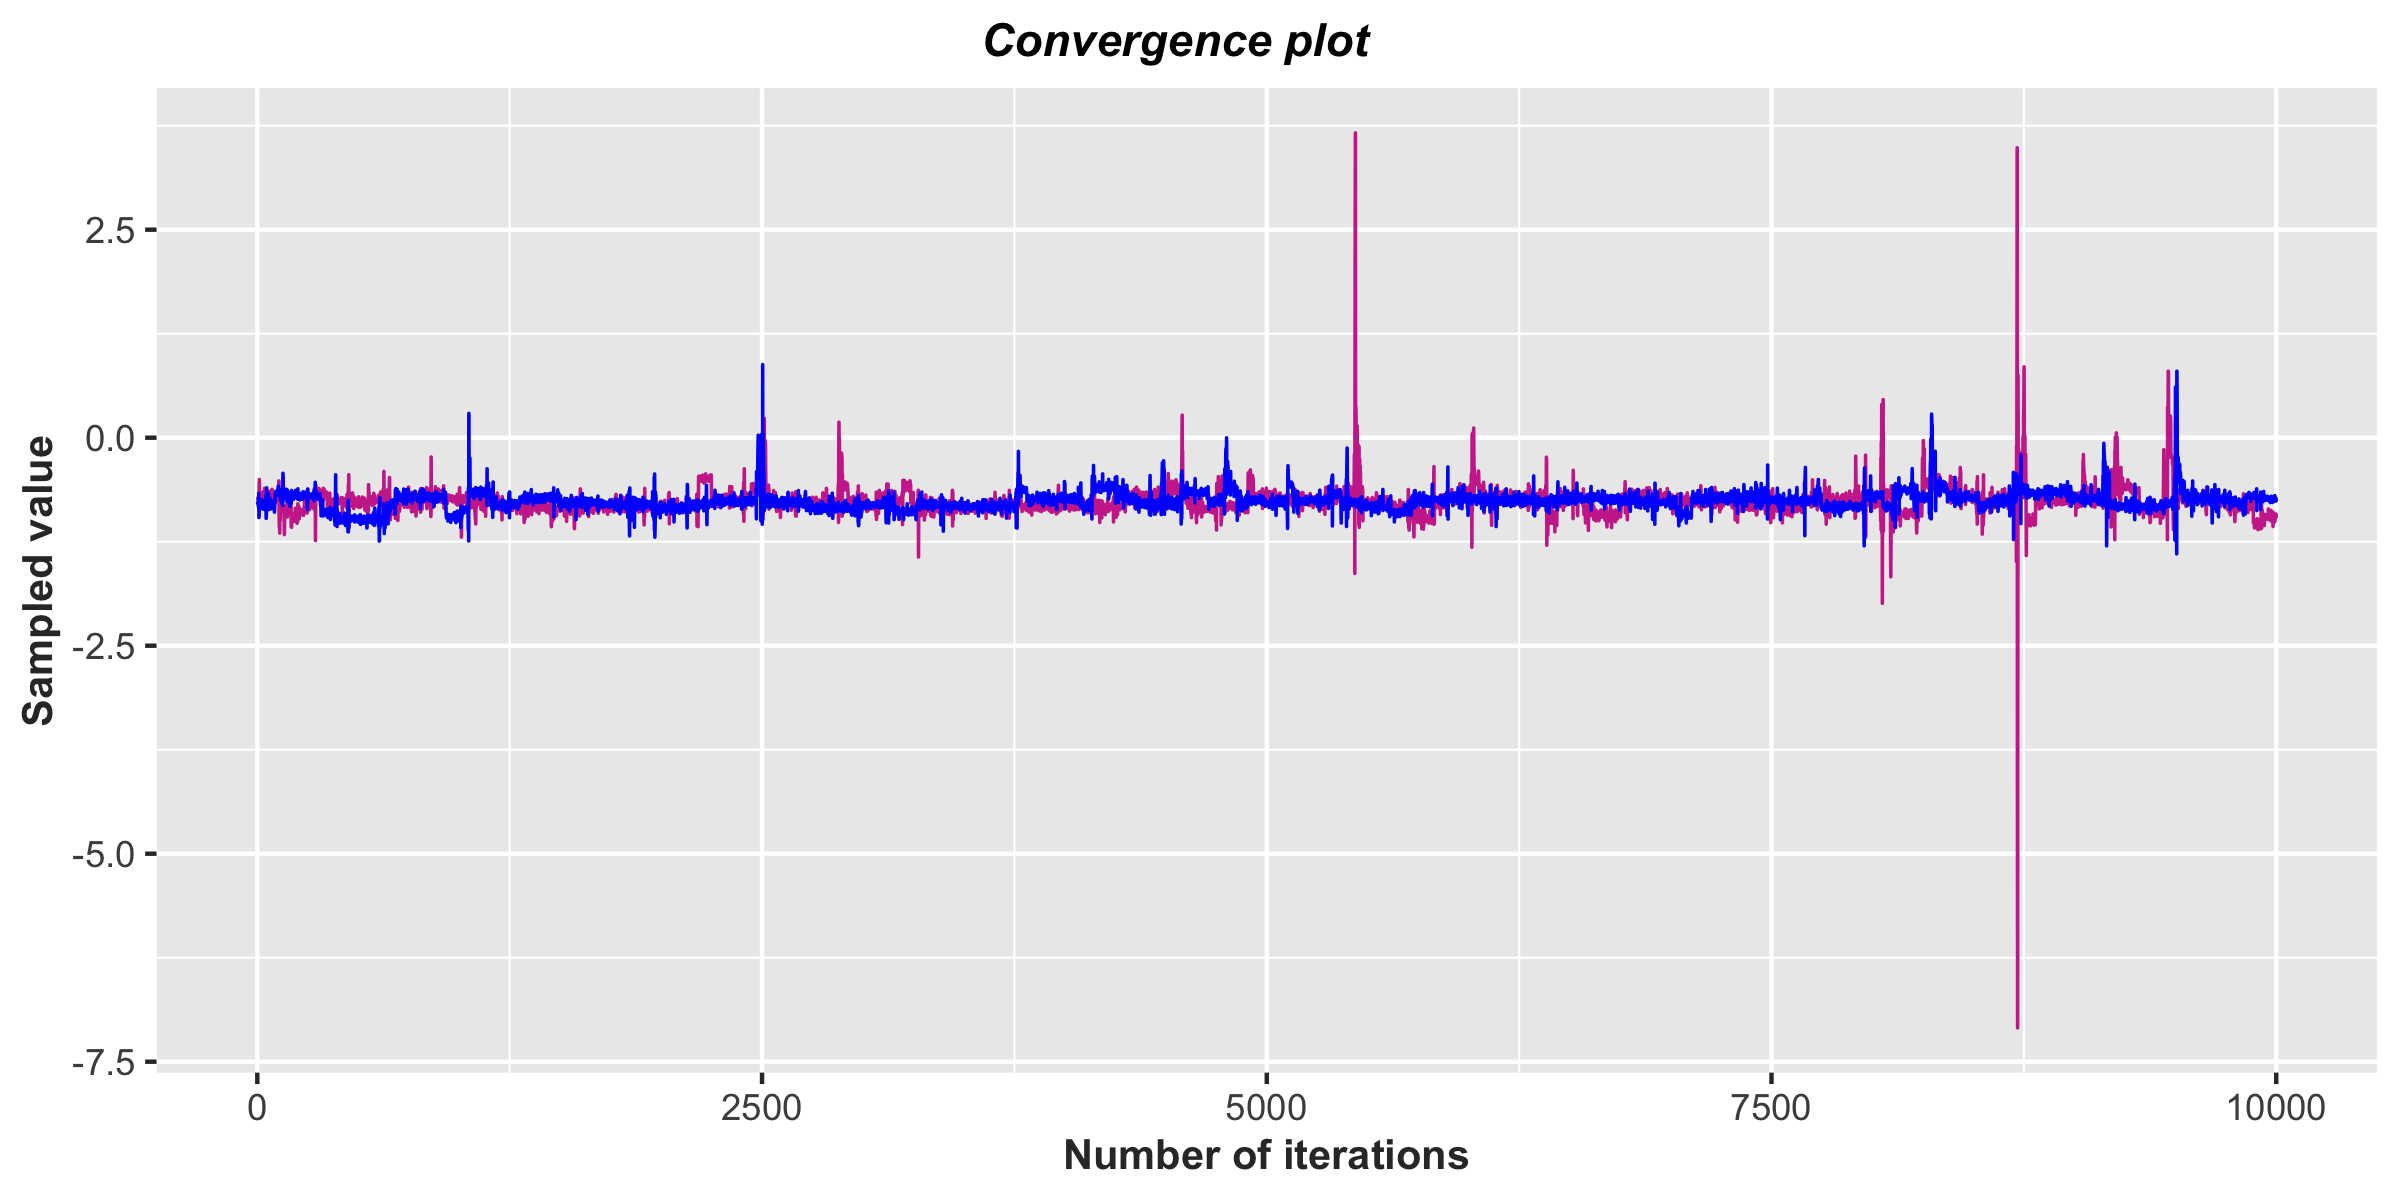 Convergence plot
Sampled value
2.5
0.0
-2.5
-5.0
-7.5
0 2500 5000 7500 10000
Number of iterations